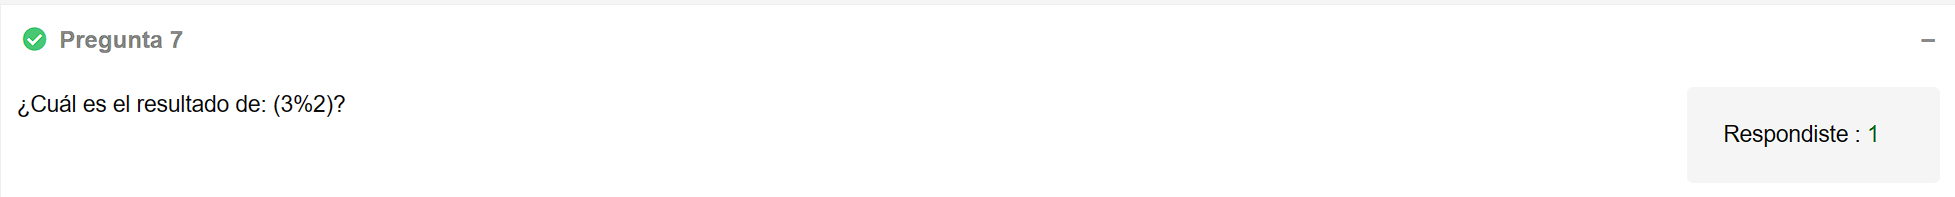 Pregunta 7
¿Cuál es el resultado de: (3%2)?
Respondiste : 1